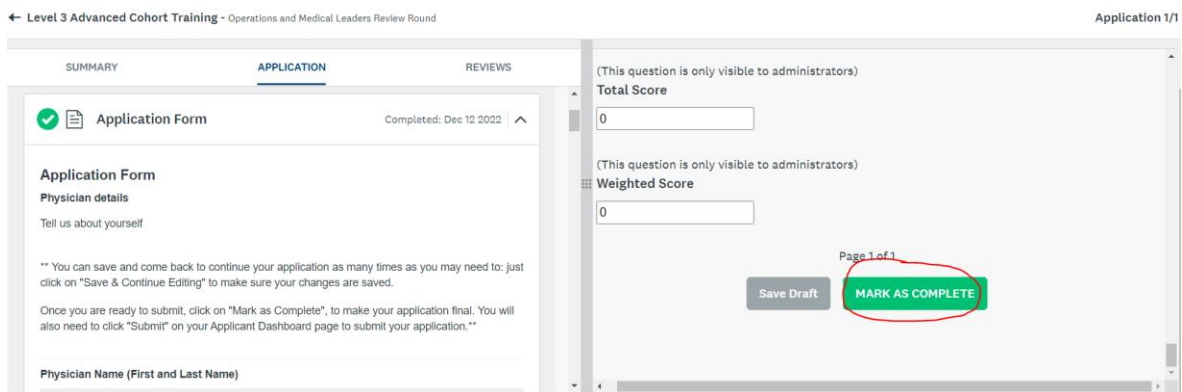 ← Level 3 Advanced Cohort Training - Operations and Medical Leaders Review Round
Application 1/1
SUMMARY
APPLICATION
REVIEWS
Application Form
Completed: Dec 12 2022
Application Form
Physician details
Tell us about yourself
** You can save and come back to continue your application as many times as you may need to: just
click on "Save & Continue Editing" to make sure your changes are saved.
Once you are ready to submit, click on "Mark as Complete", to make your application final. You will
also need to click "Submit" on your Applicant Dashboard page to submit your application.**
Physician Name (First and Last Name)
(This question is only visible to administrators)
Total Score
0
(This question is only visible to administrators)
Weighted Score
0
Page 1 of 1
Save Draft
MARK AS COMPLETE